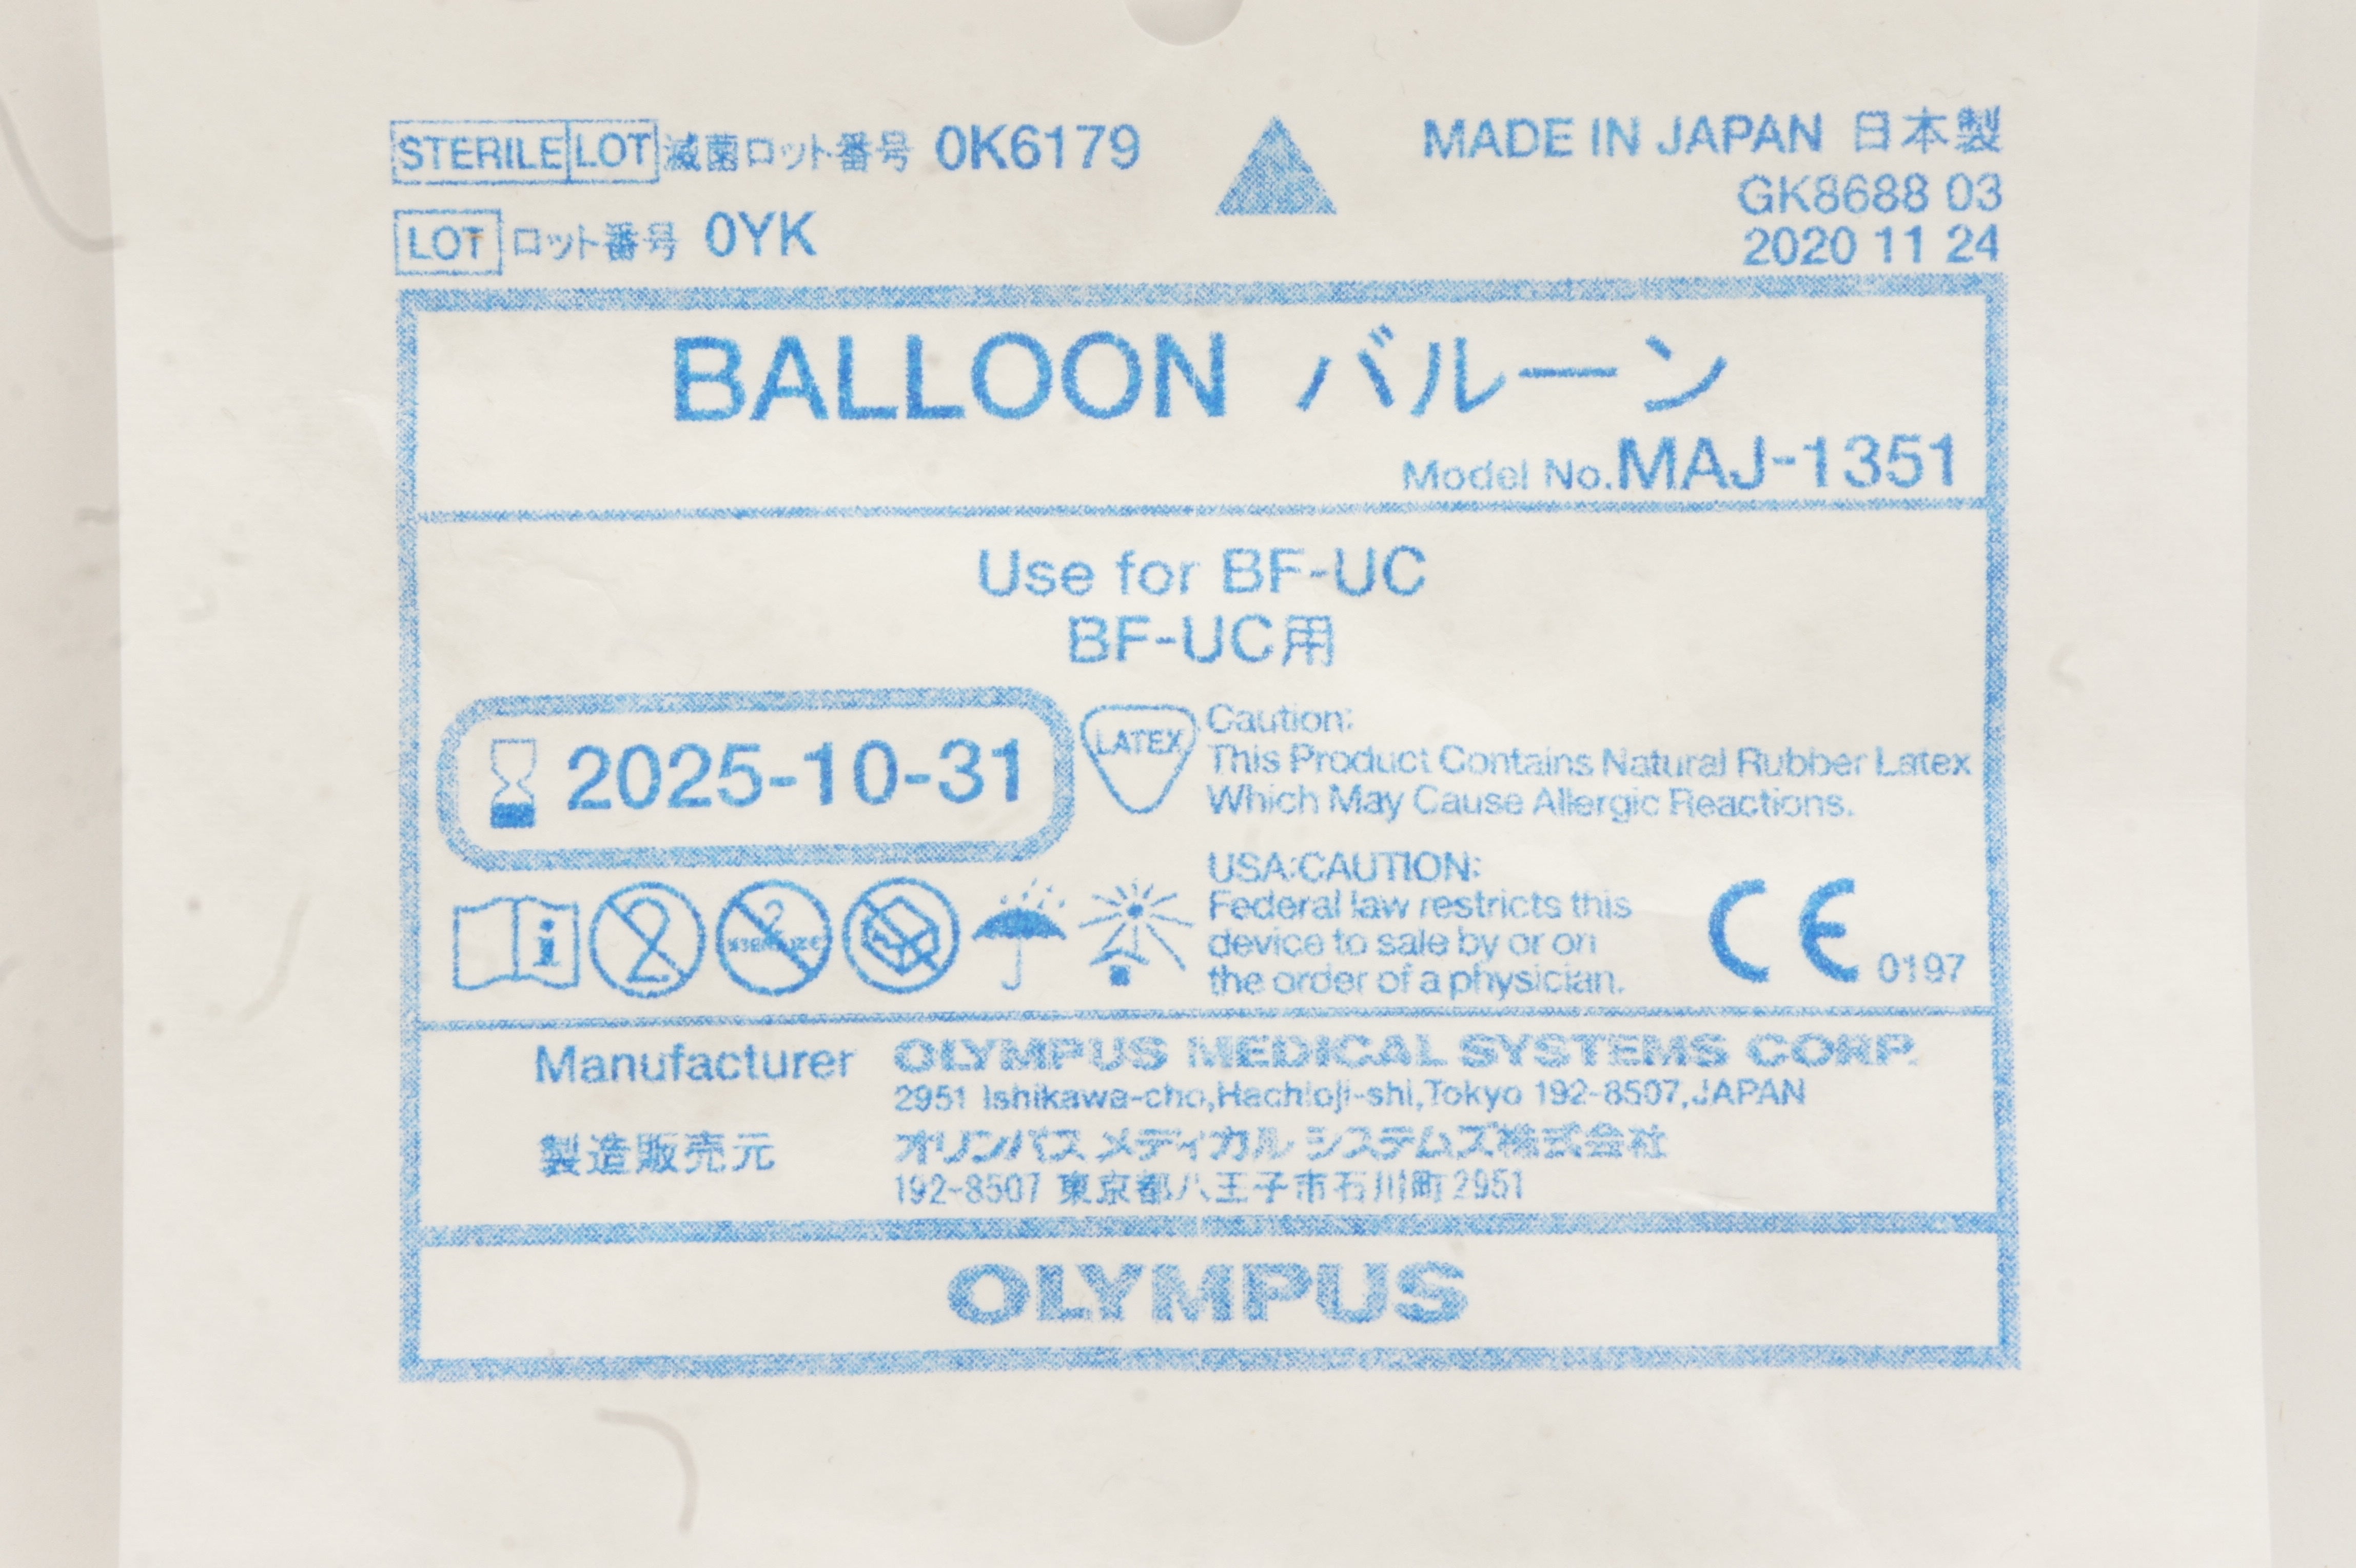 STERILE LOT 滅菌ロット番号 0K6179
LOT ロット番号 0YK
MADE IN JAPAN 日本製
GK8688 03
2020 11 24
BALLOON バルーン
Model No.MAJ-1351
Use for BF-UC
BF-UC用
2025-10-31
LATEX
Caution:
This Product Contains Natural Rubber Latex
Which May Cause Allergic Reactions.
2
2
USA:CAUTION:
Federal law restricts this
device to sale by or on
the order of a physician.
CE 0197
Manufacturer OLYMPUS MEDICAL SYSTEMS CORP.
2951 Ishikawa-cho,Hachioji-shi,Tokyo 192-8507,JAPAN
製造販売元 オリンパス メディカル システムズ株式会社
192-8507 東京都八王子市石川町2951
OLYMPUS